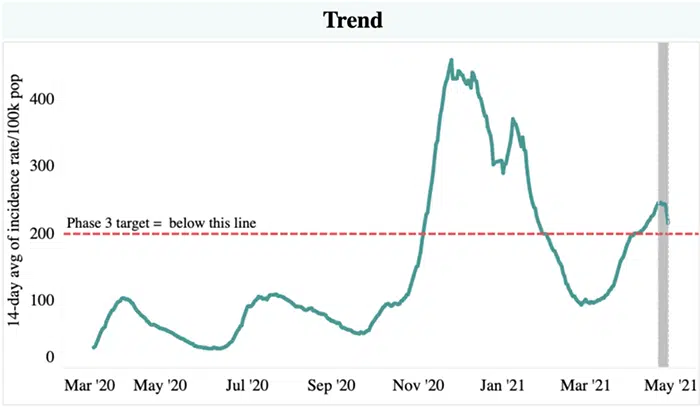 Trend
14-day avg of incidence rate/100k pop
400
300
Phase 3 target =  below this line
200
100
0
Mar '20 May '20 Jul '20 Sep '20 Nov '20 Jan '21 Mar '21 May '21